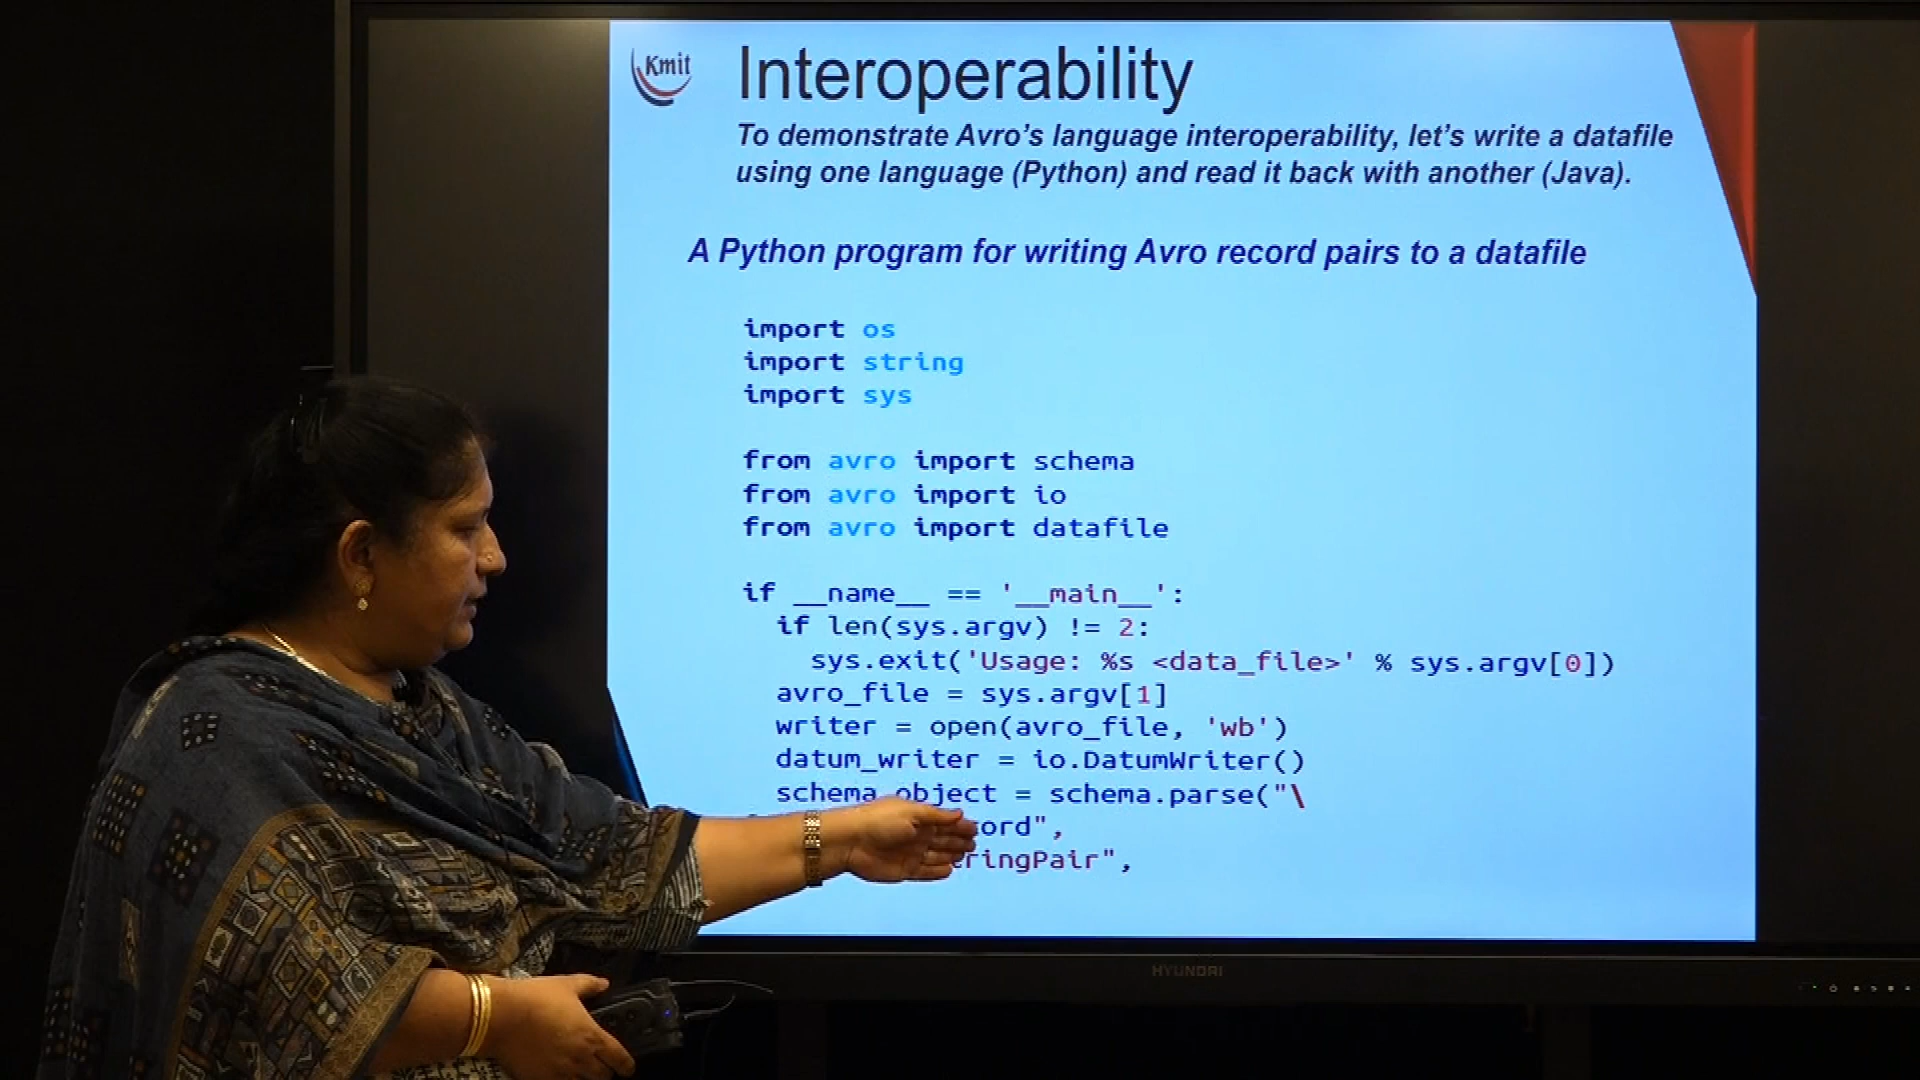 Kmit
Interoperability
To demonstrate Avro’s language interoperability, let’s write a datafile
using one language (Python) and read it back with another (Java).
A Python program for writing Avro record pairs to a datafile
import os
import string
import sys
from avro import schema
from avro import io
from avro import datafile
if __name__ == '__main__':
if len(sys.argv) != 2:
sys.exit('Usage: %s <data_file>' % sys.argv[0])
avro_file = sys.argv[1]
writer = open(avro_file, 'wb')
datum_writer = io.DatumWriter()
schema_object = schema.parse("\
ord",
ringPair",
HYUNDAI